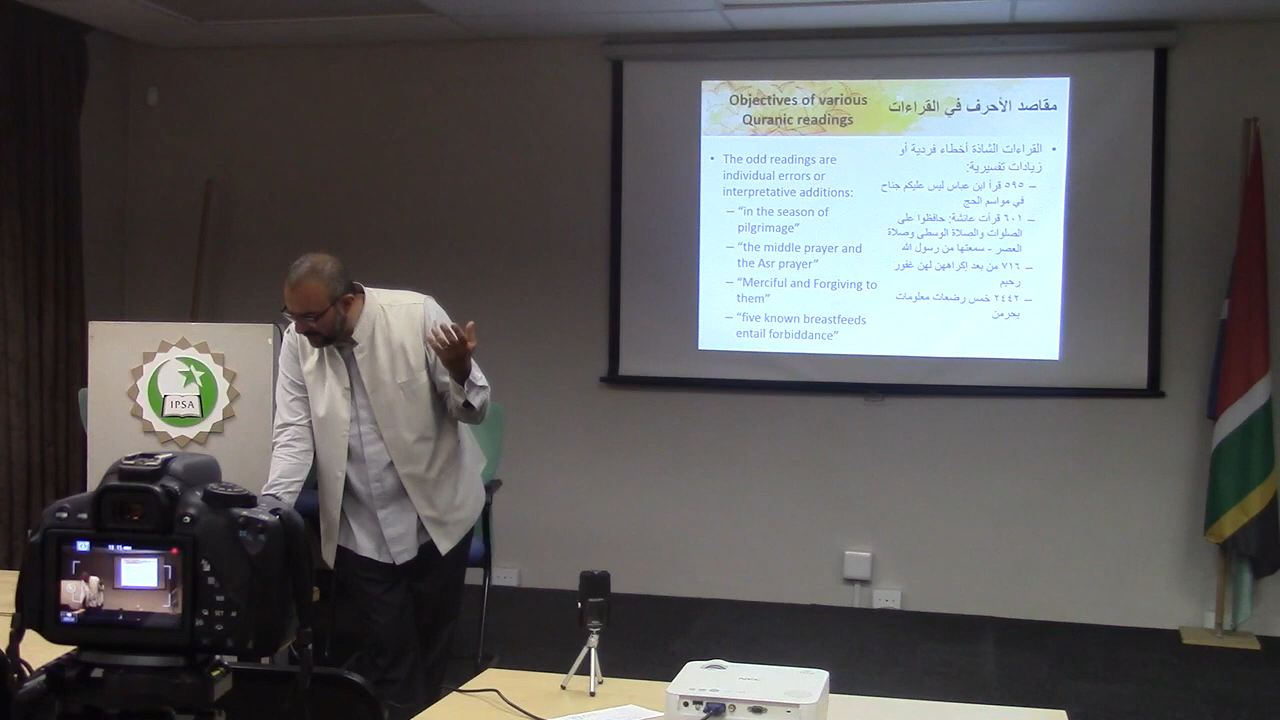 Objectives of various
Quranic readings
مقاصد الأحرف في القراءات
• The odd readings are
individual errors or
interpretative additions:
– “in the season of
pilgrimage”
– “the middle prayer and
the Asr prayer”
– “Merciful and Forgiving to
them”
– “five known breastfeeds
entail forbiddance”
• القراءات الشاذة أخطاء فردية أو
زيادات تفسيرية:
– ٥٩٥ قرأ ابن عباس ليس عليكم جناح
في مواسم الحج
– ٦٠١ قرأت عائشة: حافظوا على
الصلوات والصلاة الوسطى وصلاة
العصر - سمعتها من رسول الله
– ٧١٦ من بعد إكراههن لهن غفور
رحيم
– ٢٤٤٢ خمس رضعات معلومات
يحرمن
IPSA